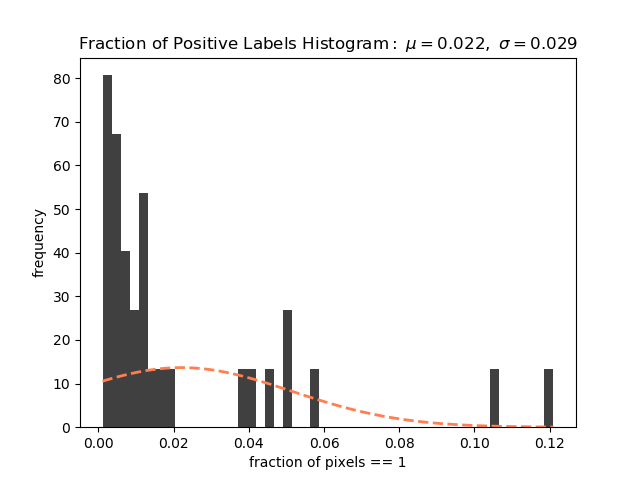 Fraction of Positive Labels Histogram: μ = 0.022, σ = 0.029
80
70
60
50
40
30
20
10
0
frequency
0.00 0.02 0.04 0.06 0.08 0.10 0.12
fraction of pixels == 1